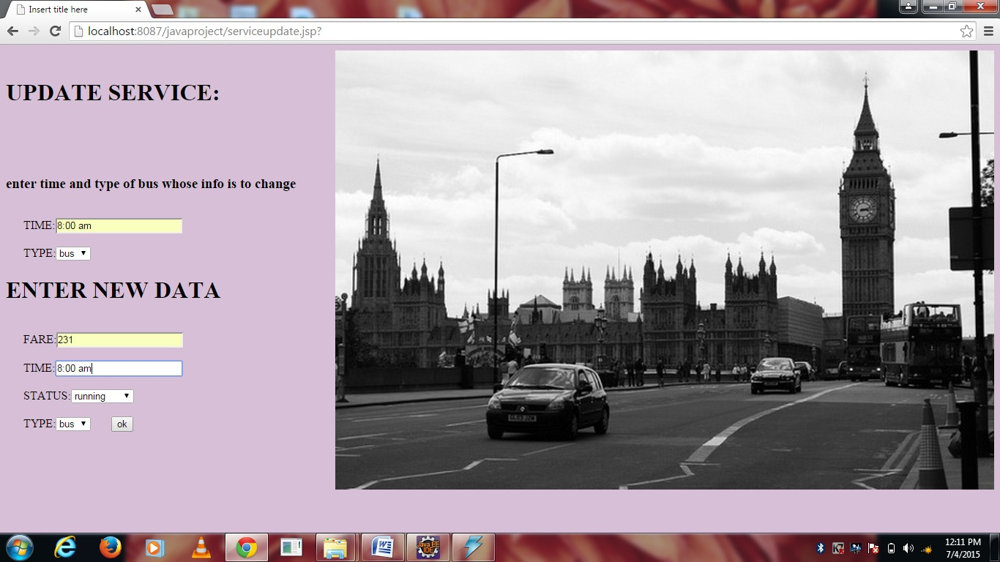 Insert title here
localhost:8087/javaproject/serviceupdate.jsp?
UPDATE SERVICE:
enter time and type of bus whose info is to change
TIME: 8:00 am
TYPE: bus
ENTER NEW DATA
FARE: 231
TIME: 8:00 am
STATUS: running
TYPE: bus ok
Java EE
IDE
12:11 PM
7/4/2015